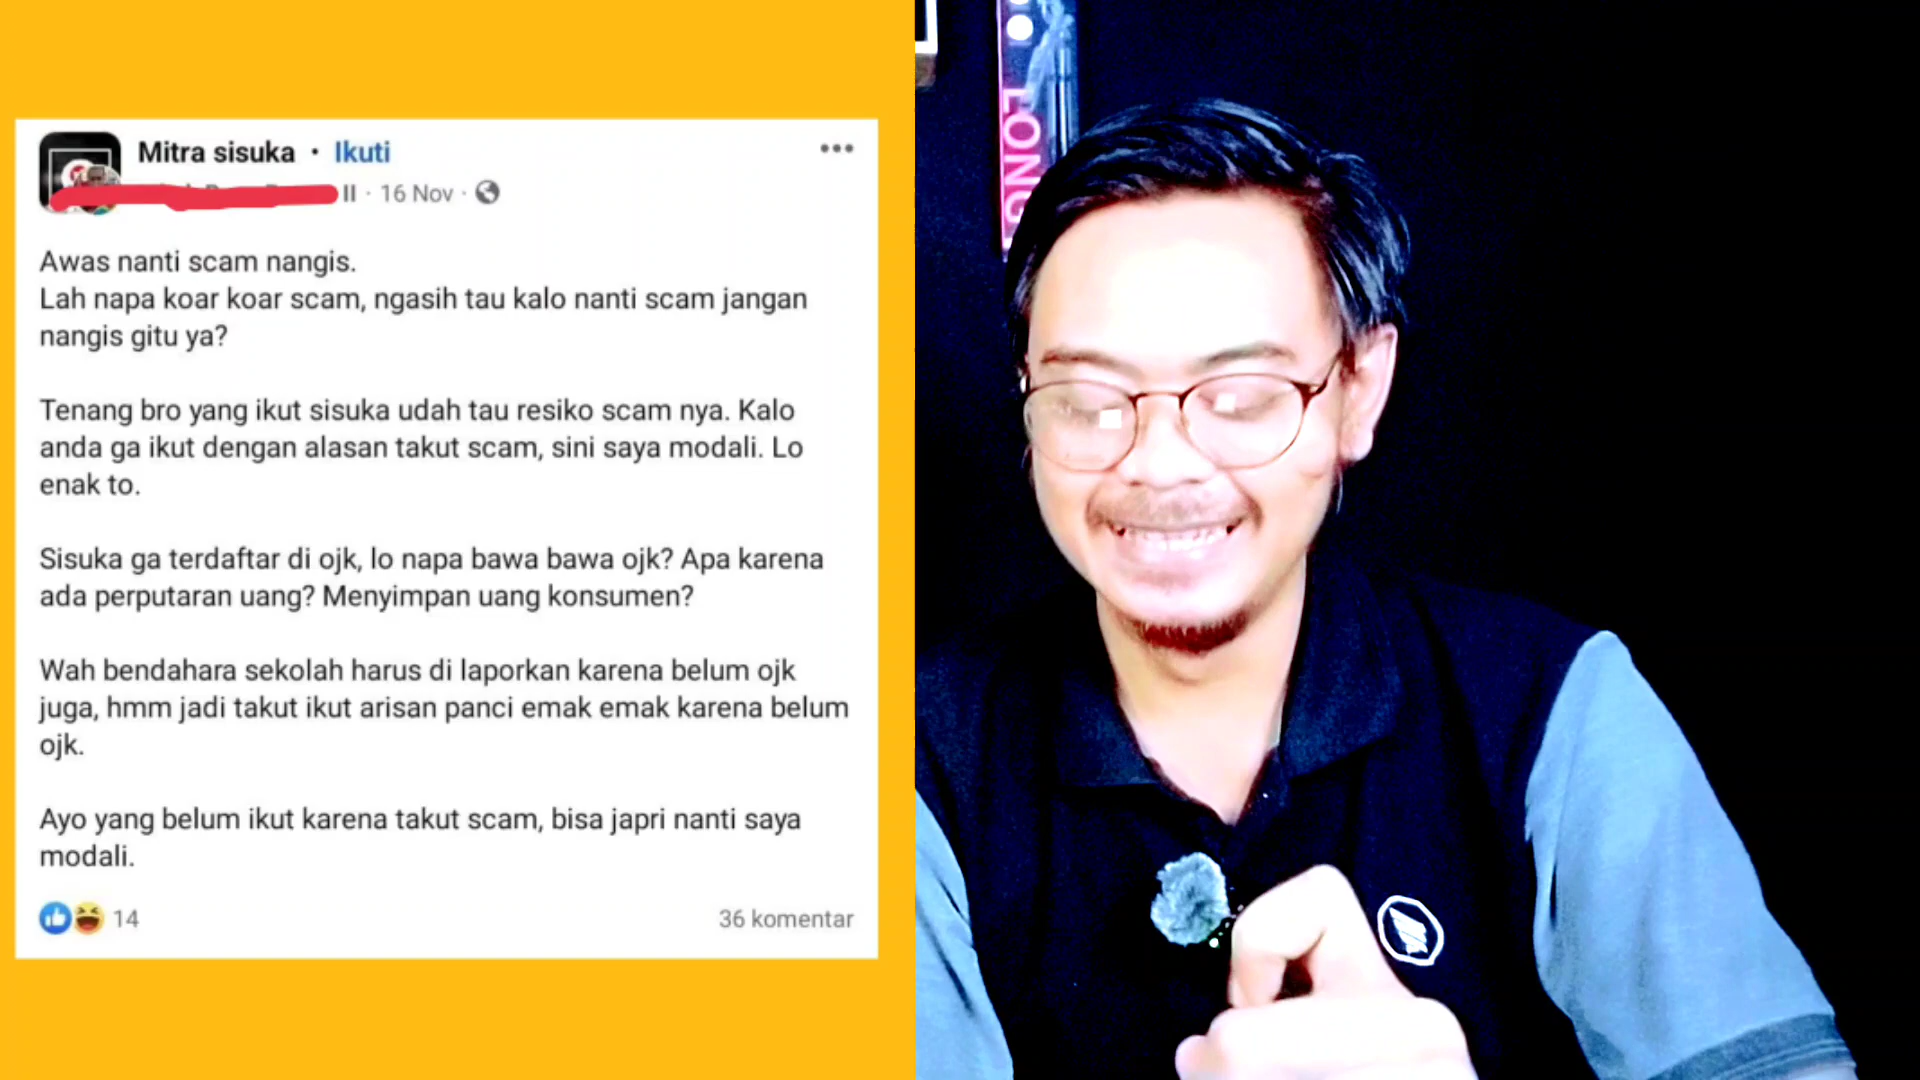 Mitra sisuka · Ikuti
II · 16 Nov ·
Awas nanti scam nangis.
Lah napa koar koar scam, ngasih tau kalo nanti scam jangan
nangis gitu ya?
Tenang bro yang ikut sisuka udah tau resiko scam nya. Kalo
anda ga ikut dengan alasan takut scam, sini saya modali. Lo
enak to.
Sisuka ga terdaftar di ojk, lo napa bawa bawa ojk? Apa karena
ada perputaran uang? Menyimpan uang konsumen?
Wah bendahara sekolah harus di laporkan karena belum ojk
juga, hmm jadi takut ikut arisan panci emak emak karena belum
ojk.
Ayo yang belum ikut karena takut scam, bisa japri nanti saya
modali.
14
36 komentar
LONG